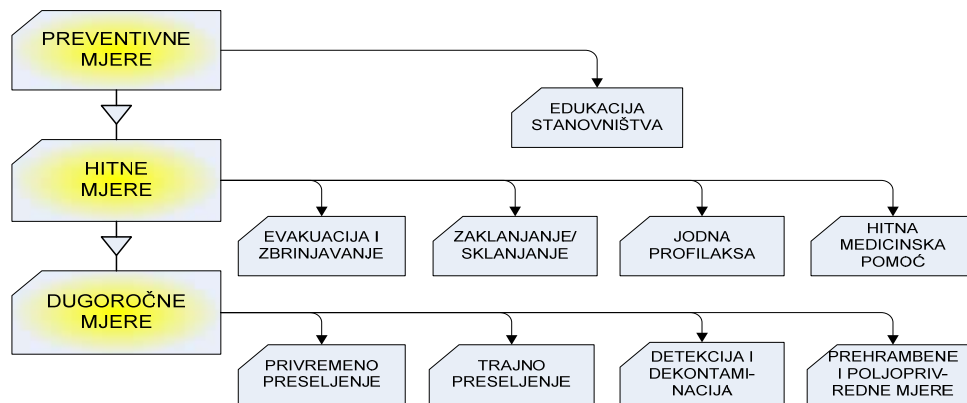 PREVENTIVNE
MJERE
EDUKACIJA
STANOVNIŠTVA
HITNE
MJERE
EVAKUACIJA I
ZBRINJAVANJE
ZAKLANJANJE/
SKLANJANJE
JODNA
PROFILAKSA
HITNA
MEDICINSKA
POMOĆ
DUGOROČNE
MJERE
PRIVREMENO
PRESELJENJE
TRAJNO
PRESELJENJE
DETEKCIJA I
DEKONTAMI-
NACIJA
PREHRAMBENE
I POLJOPRIV-
REDNE MJERE